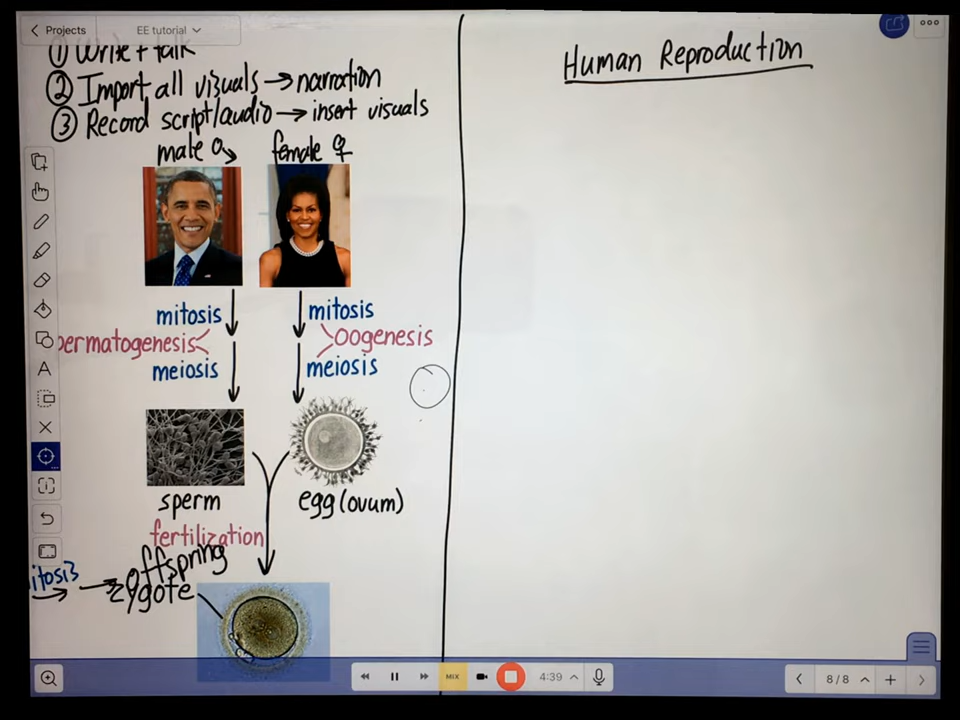 Projects
EE tutorial
① Write + talk
② Import all visuals → narration
③ Record script/audio → insert visuals
male ♂ female ♀
mitosis mitosis
permatogenesis oogenesis
meiosis meiosis
sperm egg (ovum)
fertilization
offspring
itosis → zygote
A
MIX
4:39
8/8
Human Reproduction